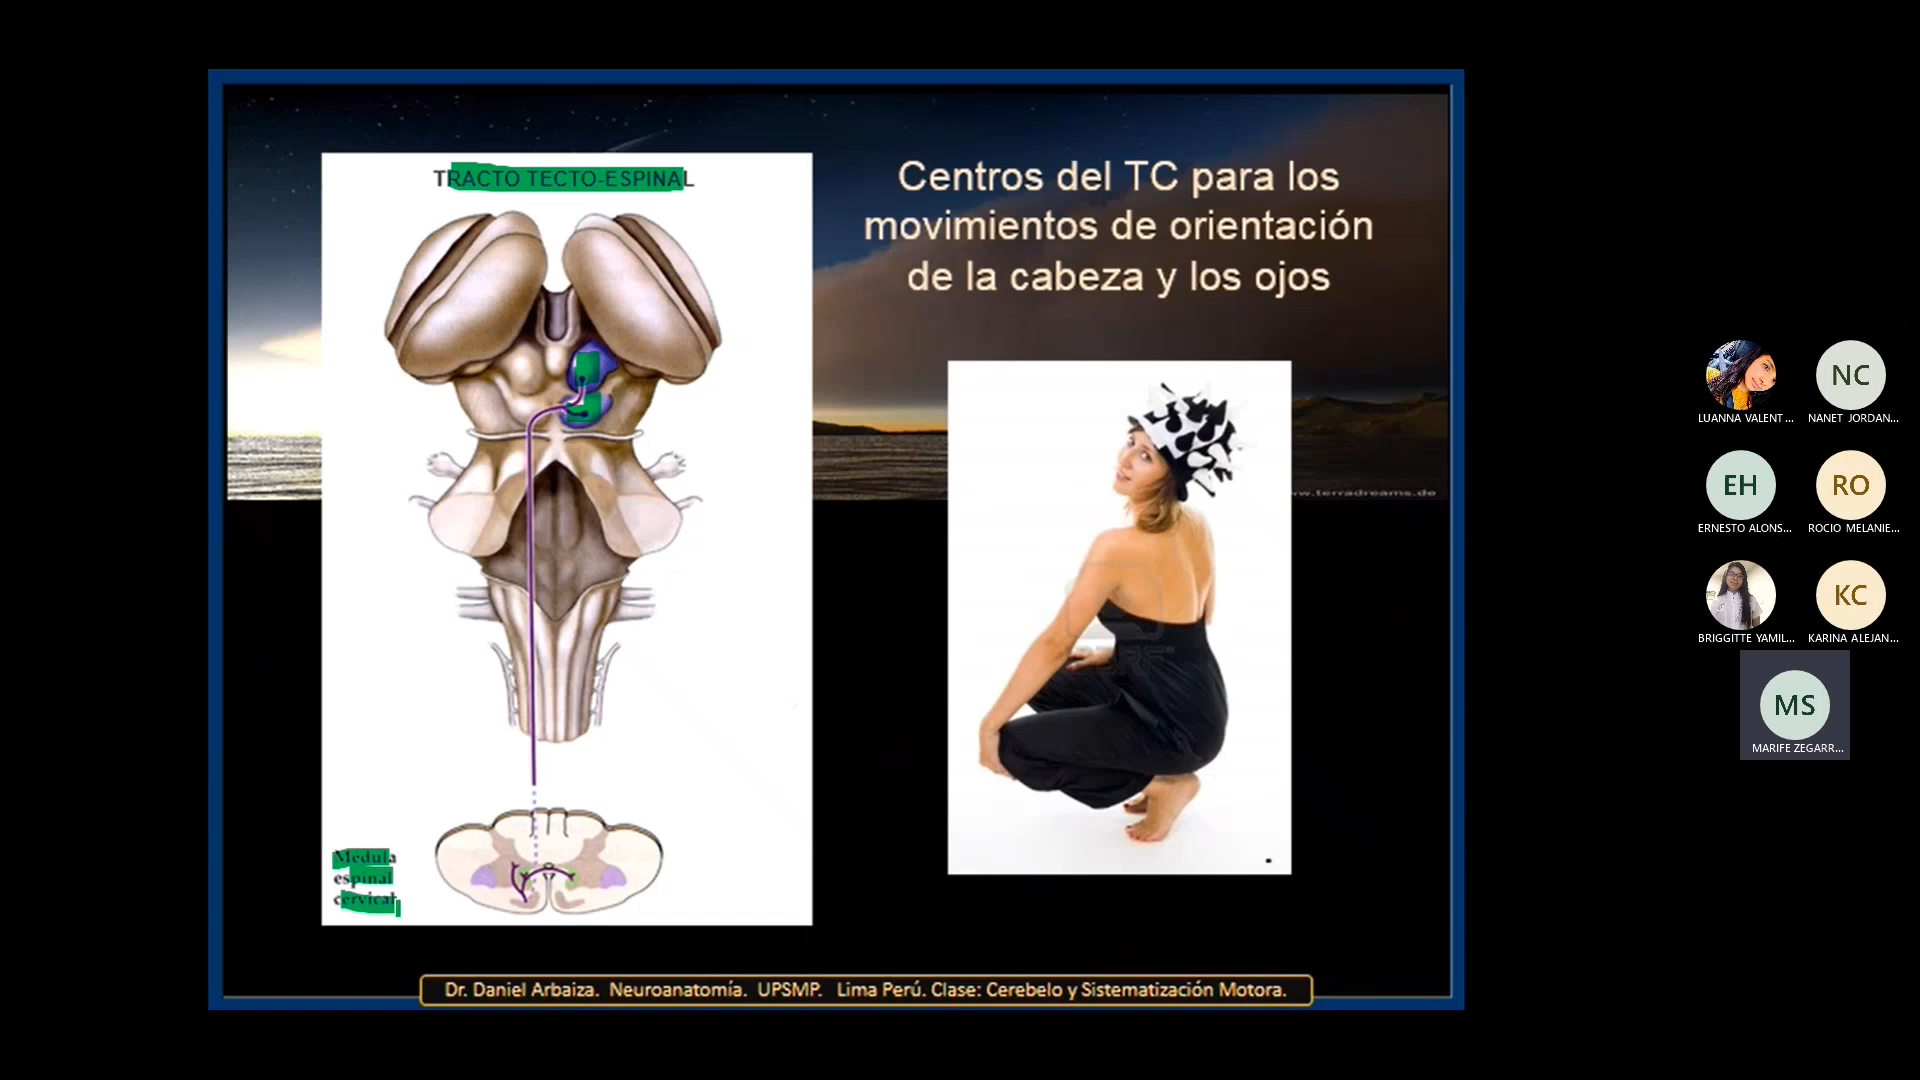 TRACTO TECTO-ESPINAL
Centros del TC para los
movimientos de orientación
de la cabeza y los ojos
www.terradreams.de
Médula
espinal
cervical
Dr. Daniel Arbaiza. Neuroanatomía. UPSMP. Lima Perú. Clase: Cerebelo y Sistematización Motora.
LUANNA VALENT...
NC
NANET JORDAN...
EH
ERNESTO ALONS...
RO
ROCIO MELANIE...
BRIGGITTE YAMIL...
KC
KARINA ALEJAN...
MS
MARIFE ZEGARR...